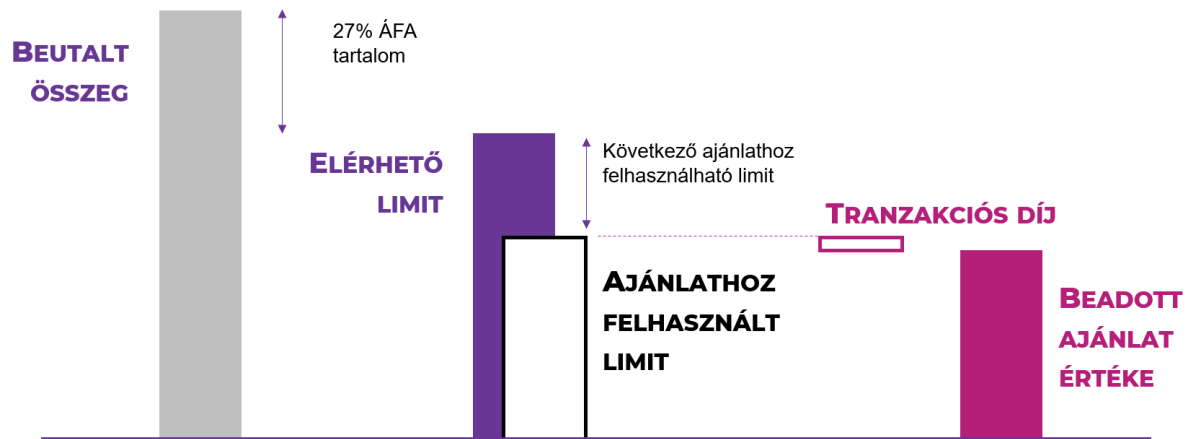 BEUTALT
ÖSSZEG
27% ÁFA
tartalom
ELÉRHETŐ
LIMIT
Következő ajánlathoz
felhasználható limit
TRANZAKCIÓS DÍJ
AJÁNLATHOZ
FELHASZNÁLT
LIMIT
BEADOTT
AJÁNLAT
ÉRTÉKE